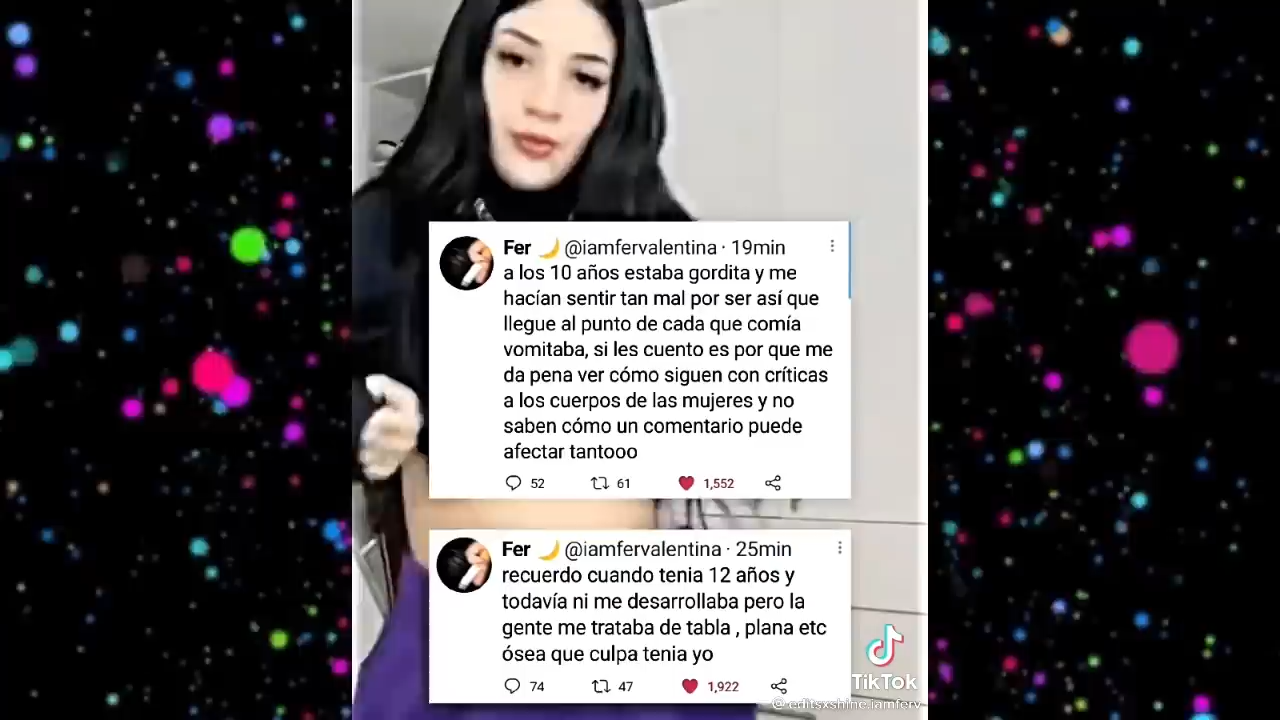 Fer 🌙 @iamfervalentina · 19min
a los 10 años estaba gordita y me
hacían sentir tan mal por ser así que
llegue al punto de cada que comía
vomitaba, si les cuento es por que me
da pena ver cómo siguen con críticas
a los cuerpos de las mujeres y no
saben cómo un comentario puede
afectar tantooo
52 61 1,552
Fer 🌙 @iamfervalentina · 25min
recuerdo cuando tenia 12 años y
todavía ni me desarrollaba pero la
gente me trataba de tabla , plana etc
ósea que culpa tenia yo
74 47 1,922
TikTok
@editsxshine.iamferv